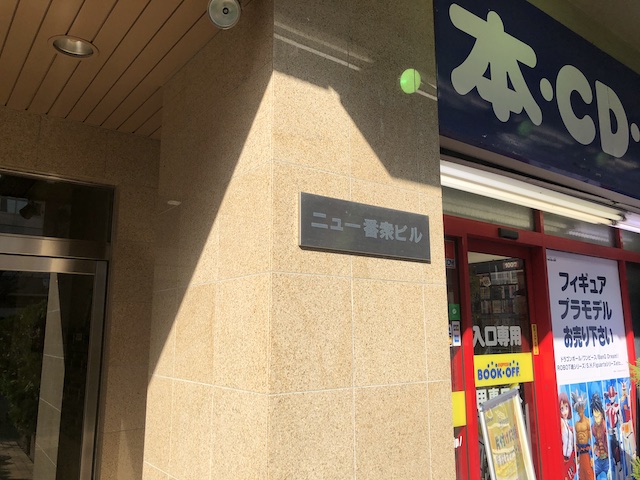 本・CD・
ニュー番衆ビル
フィギュア
プラモデル
お売り下さい
入口専用
BOOK・OFF